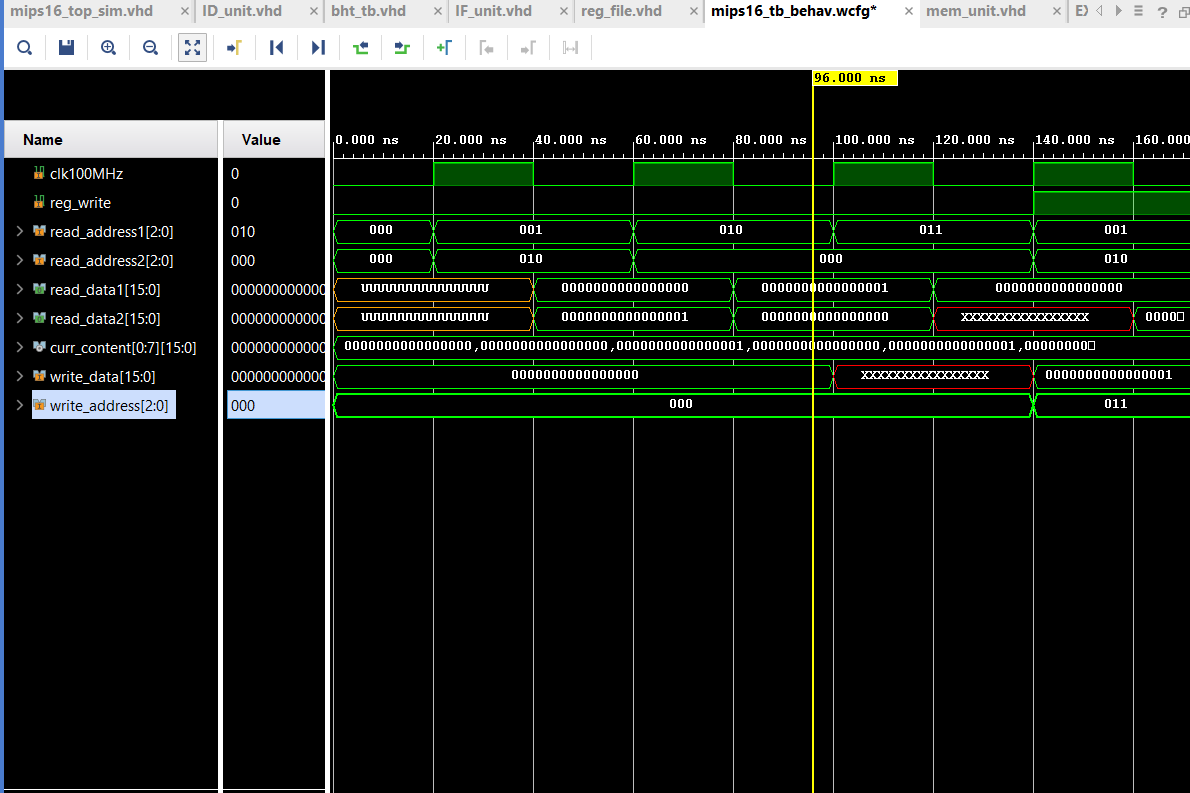 mips16_top_sim.vhd × ID_unit.vhd × bht_tb.vhd × IF_unit.vhd × reg_file.vhd × mips16_tb_behav.wcfg* × mem_unit.vhd ×
96.000 ns
Name Value
0.000 ns 20.000 ns 40.000 ns 60.000 ns 80.000 ns 100.000 ns 120.000 ns 140.000 ns 160.000
clk100MHz 0
reg_write 0
read_address1[2:0] 010 000 001 010 011 001
read_address2[2:0] 000 000 010 000 010
read_data1[15:0] 000000000000 UUUUUUUUUUUUUUUU 0000000000000000 0000000000000001 0000000000000000
read_data2[15:0] 000000000000 UUUUUUUUUUUUUUUU 0000000000000001 0000000000000000 XXXXXXXXXXXXXXXX 0000
curr_content[0:7][15:0] 000000000000 0000000000000000,0000000000000000,0000000000000001,0000000000000000,0000000000000001,00000000
write_data[15:0] 000000000000 0000000000000000 XXXXXXXXXXXXXXXX 0000000000000001
write_address[2:0] 000 000 011